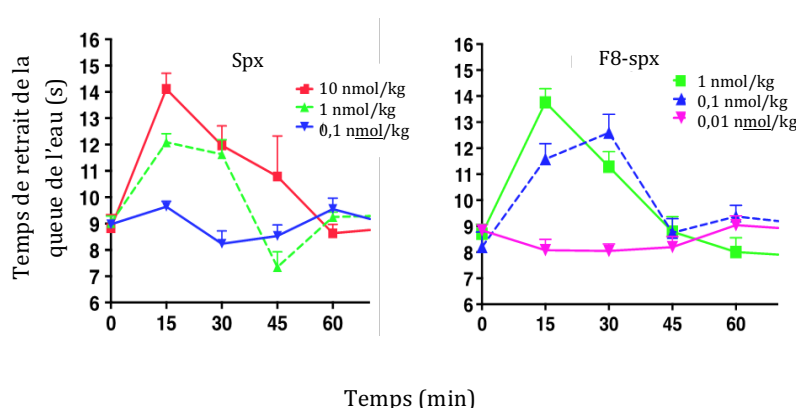 Temps de retrait de la
queue de l'eau (s)
Spx
10 nmol/kg
1 nmol/kg
0,1 nmol/kg
16
15
14
13
12
11
10
9
8
7
6
0 15 30 45 60
F8-spx
1 nmol/kg
0,1 nmol/kg
0,01 nmol/kg
16
15
14
13
12
11
10
9
8
7
6
0 15 30 45 60
Temps (min)